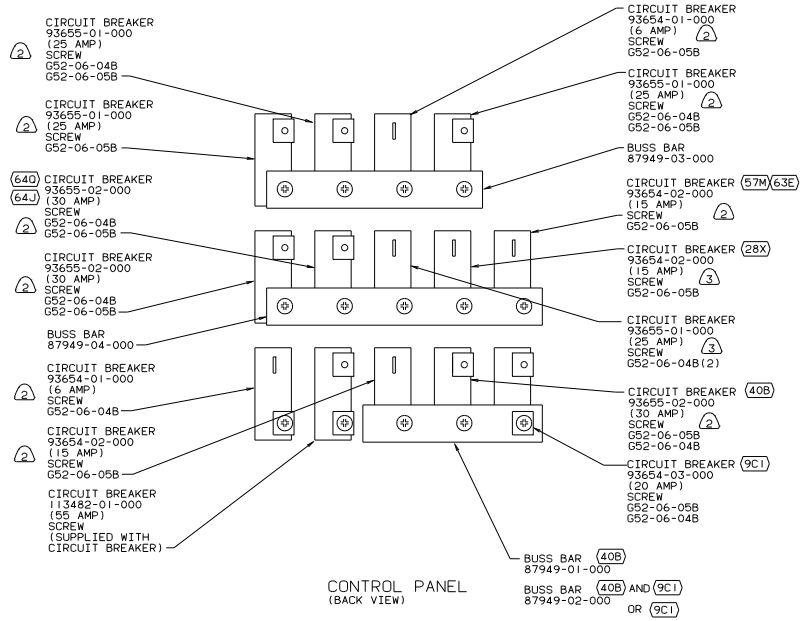 CIRCUIT BREAKER
93655-01-000
(25 AMP)
2
SCREW
G52-06-04B
G52-06-05B
CIRCUIT BREAKER
93655-01-000
2
(25 AMP)
SCREW
G52-06-05B
64Q CIRCUIT BREAKER
93655-02-000
64J (30 AMP)
SCREW
2
G52-06-04B
G52-06-05B
CIRCUIT BREAKER
93655-02-000
(30 AMP)
2
SCREW
G52-06-04B
G52-06-05B
BUSS BAR
87949-04-000
CIRCUIT BREAKER
93654-01-000
(6 AMP)
2
SCREW
G52-06-04B
CIRCUIT BREAKER
93654-02-000
2
(15 AMP)
SCREW
G52-06-05B
CIRCUIT BREAKER
113482-01-000
(55 AMP)
SCREW
(SUPPLIED WITH
CIRCUIT BREAKER)
CIRCUIT BREAKER
93654-01-000
(6 AMP) 2
SCREW
G52-06-05B
CIRCUIT BREAKER
93655-01-000
(25 AMP) 2
SCREW
G52-06-04B
G52-06-05B
BUSS BAR
87949-03-000
CIRCUIT BREAKER 57M 63E
93654-02-000
(15 AMP)
SCREW 2
G52-06-05B
CIRCUIT BREAKER 28X
93654-02-000
(15 AMP)
SCREW 3
G52-06-05B
CIRCUIT BREAKER
93655-01-000
(25 AMP)
SCREW 3
G52-06-04B(2)
CIRCUIT BREAKER 40B
93655-02-000
(30 AMP)
SCREW 2
G52-06-05B
G52-06-04B
CIRCUIT BREAKER 9C1
93654-03-000
(20 AMP)
SCREW
G52-06-05B
G52-06-04B
BUSS BAR 40B
87949-01-000
BUSS BAR 40B AND 9C1
87949-02-000
OR 9C1
CONTROL PANEL
(BACK VIEW)